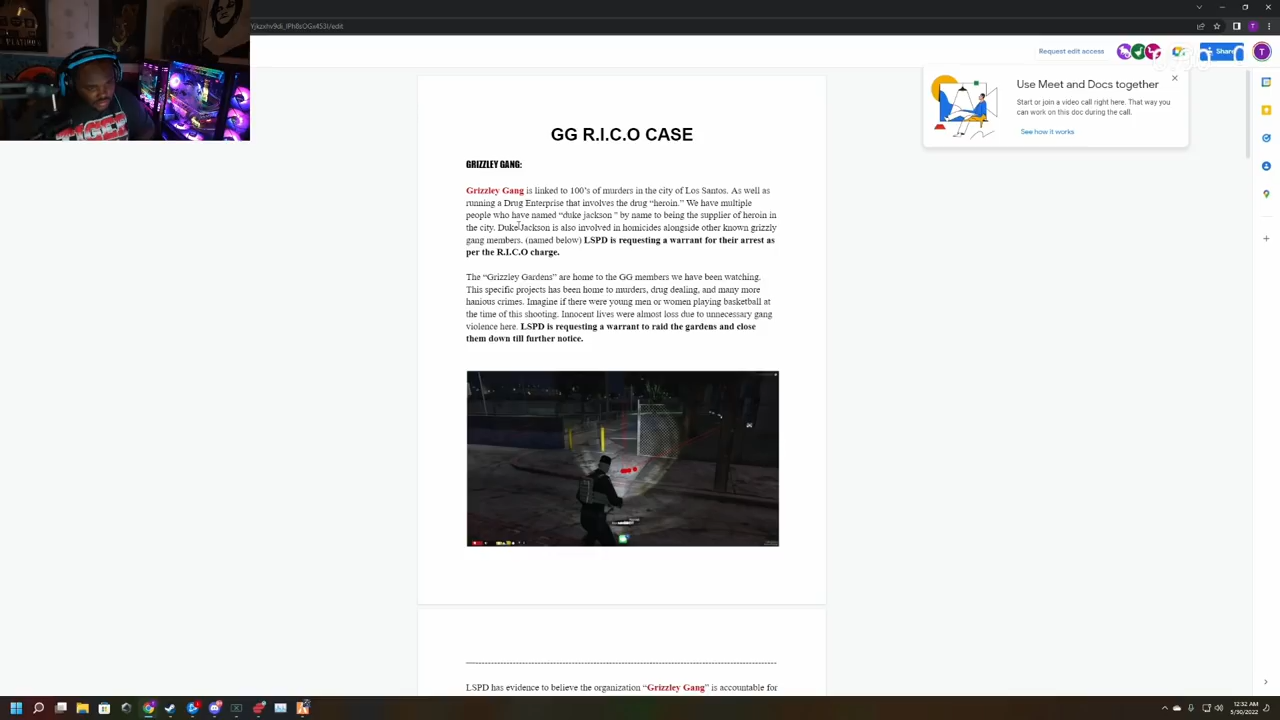 Yjkzxhv9di_lPh8sOGx4S3I/edit
Request edit access
Share
T
Use Meet and Docs together
Start or join a video call right here. That way you
can work on this doc during the call.
See how it works
GG R.I.C.O CASE
GRIZZLEY GANG:
Grizzley Gang is linked to 100's of murders in the city of Los Santos. As well as
running a Drug Enterprise that involves the drug "heroin." We have multiple
people who have named "duke jackson " by name to being the supplier of heroin in
the city. Duke Jackson is also involved in homicides alongside other known grizzly
gang members. (named below) LSPD is requesting a warrant for their arrest as
per the R.I.C.O charge.
The "Grizzley Gardens" are home to the GG members we have been watching.
This specific projects has been home to murders, drug dealing, and many more
hanious crimes. Imagine if there were young men or women playing basketball at
the time of this shooting. Innocent lives were almost loss due to unnecessary gang
violence here. LSPD is requesting a warrant to raid the gardens and close
them down till further notice.
LSPD has evidence to believe the organization "Grizzley Gang" is accountable for
12:32 AM
5/30/2022